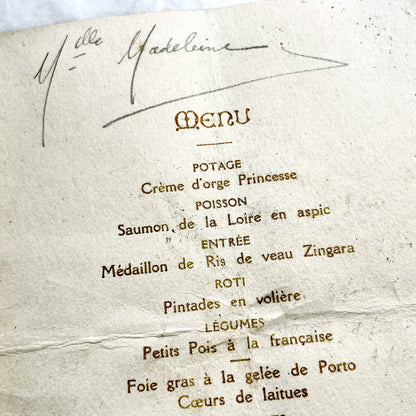 Mlle Madeleine
MENU
POTAGE
Crème d'orge Princesse
POISSON
Saumon de la Loire en aspic
ENTRÉE
Médaillon de Ris de veau Zingara
ROTI
Pintades en volière
LÉGUMES
Petits Pois à la française
Foie gras à la gelée de Porto
Cœurs de laitues